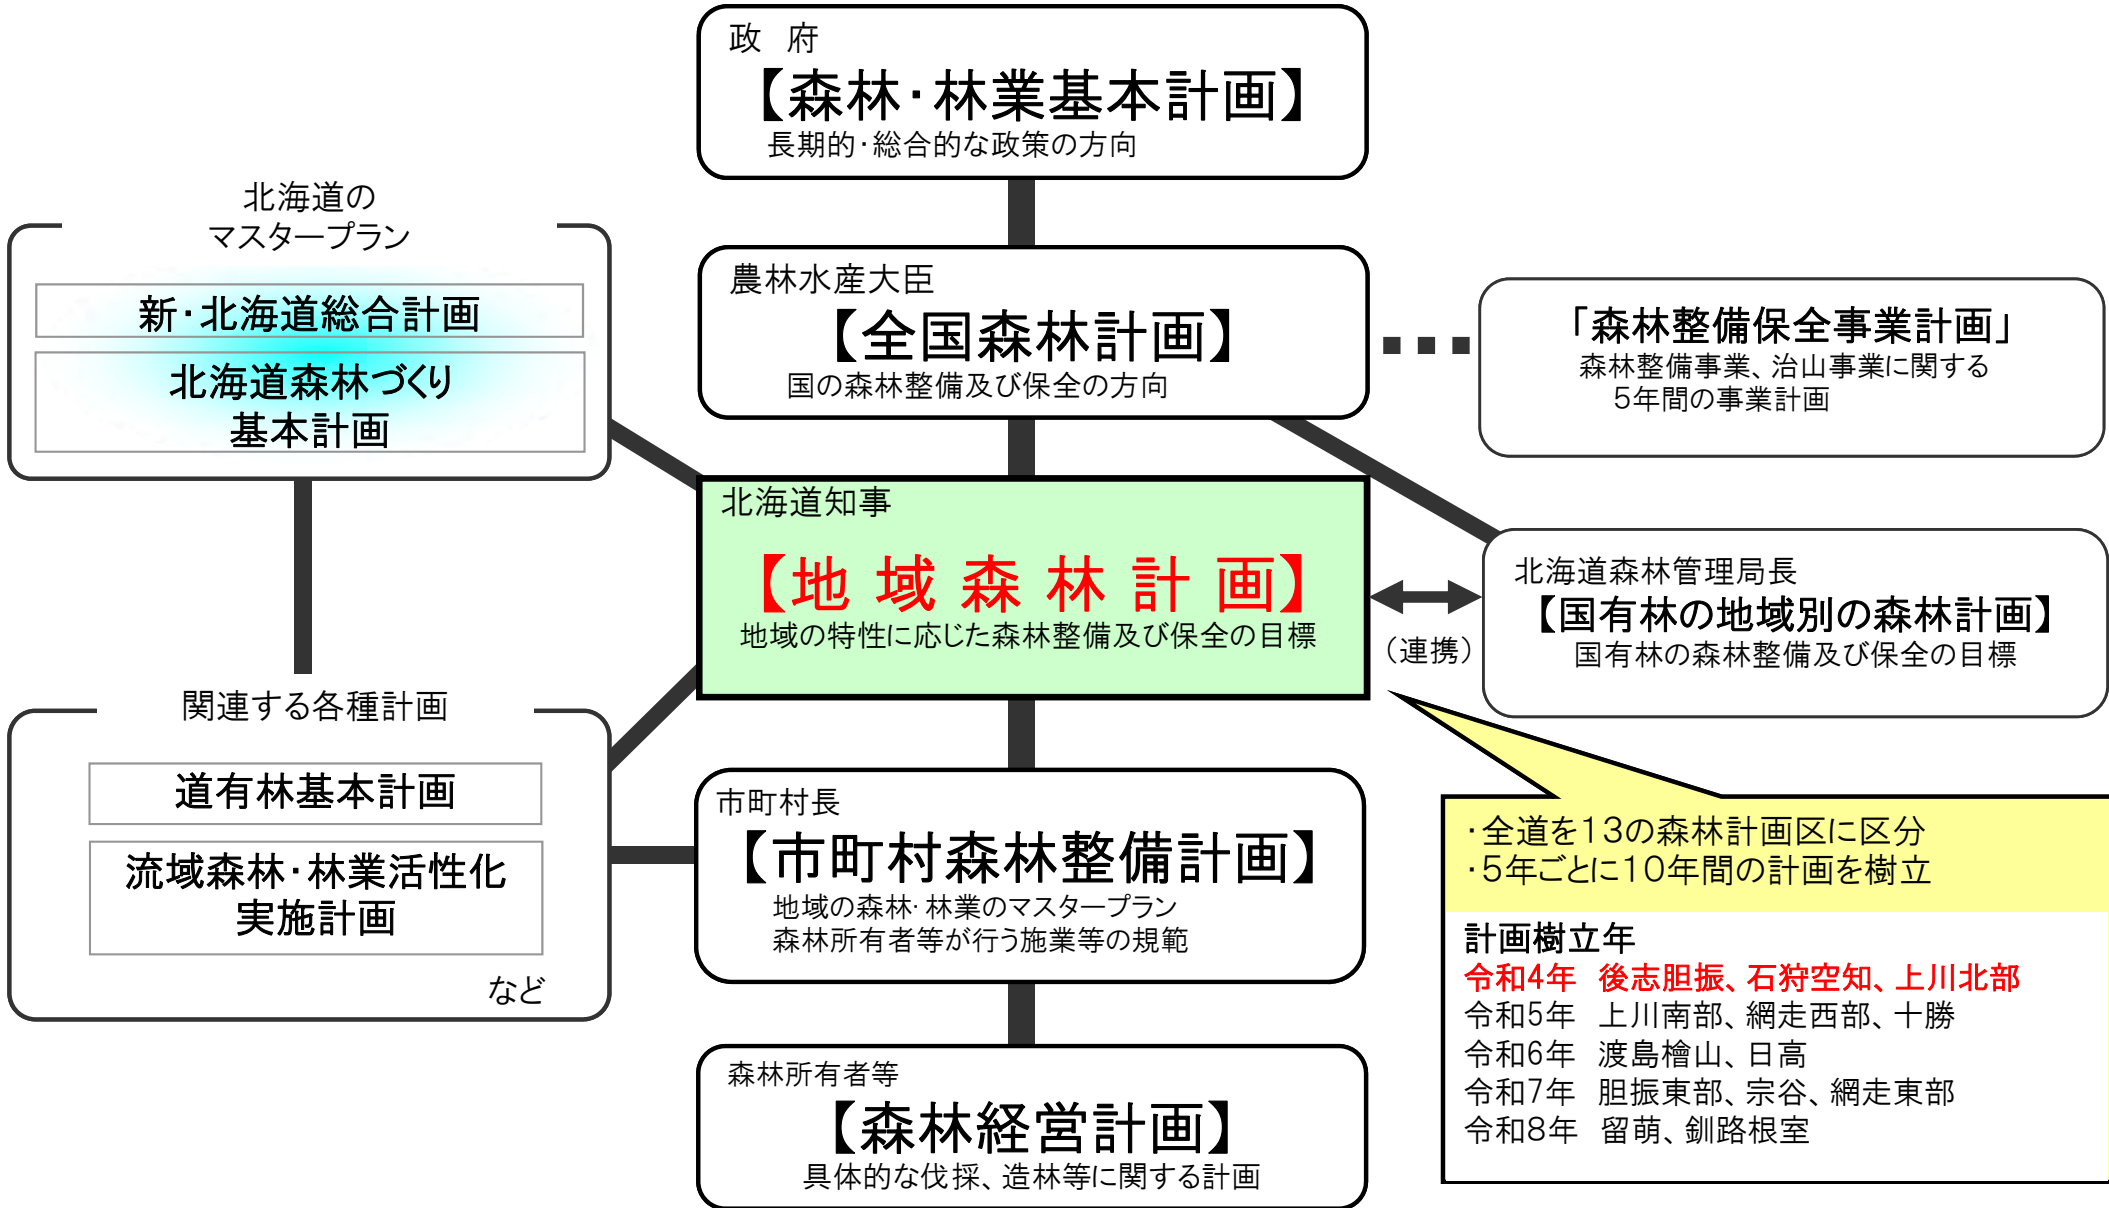 政　府
【森林・林業基本計画】
長期的・総合的な政策の方向
北海道の
マスタープラン
新・北海道総合計画
北海道森林づくり
基本計画
農林水産大臣
【全国森林計画】
国の森林整備及び保全の方向
「森林整備保全事業計画」
森林整備事業、治山事業に関する
5年間の事業計画
北海道知事
【地 域 森 林 計 画】
地域の特性に応じた森林整備及び保全の目標
（連携）
北海道森林管理局長
【国有林の地域別の森林計画】
国有林の森林整備及び保全の目標
関連する各種計画
道有林基本計画
流域森林・林業活性化
実施計画
など
市町村長
【市町村森林整備計画】
地域の森林・林業のマスタープラン
森林所有者等が行う施業等の規範
・全道を13の森林計画区に区分
・5年ごとに10年間の計画を樹立
計画樹立年
令和4年　後志胆振、石狩空知、上川北部
令和5年　上川南部、網走西部、十勝
令和6年　渡島檜山、日高
令和7年　胆振東部、宗谷、網走東部
令和8年　留萌、釧路根室
森林所有者等
【森林経営計画】
具体的な伐採、造林等に関する計画